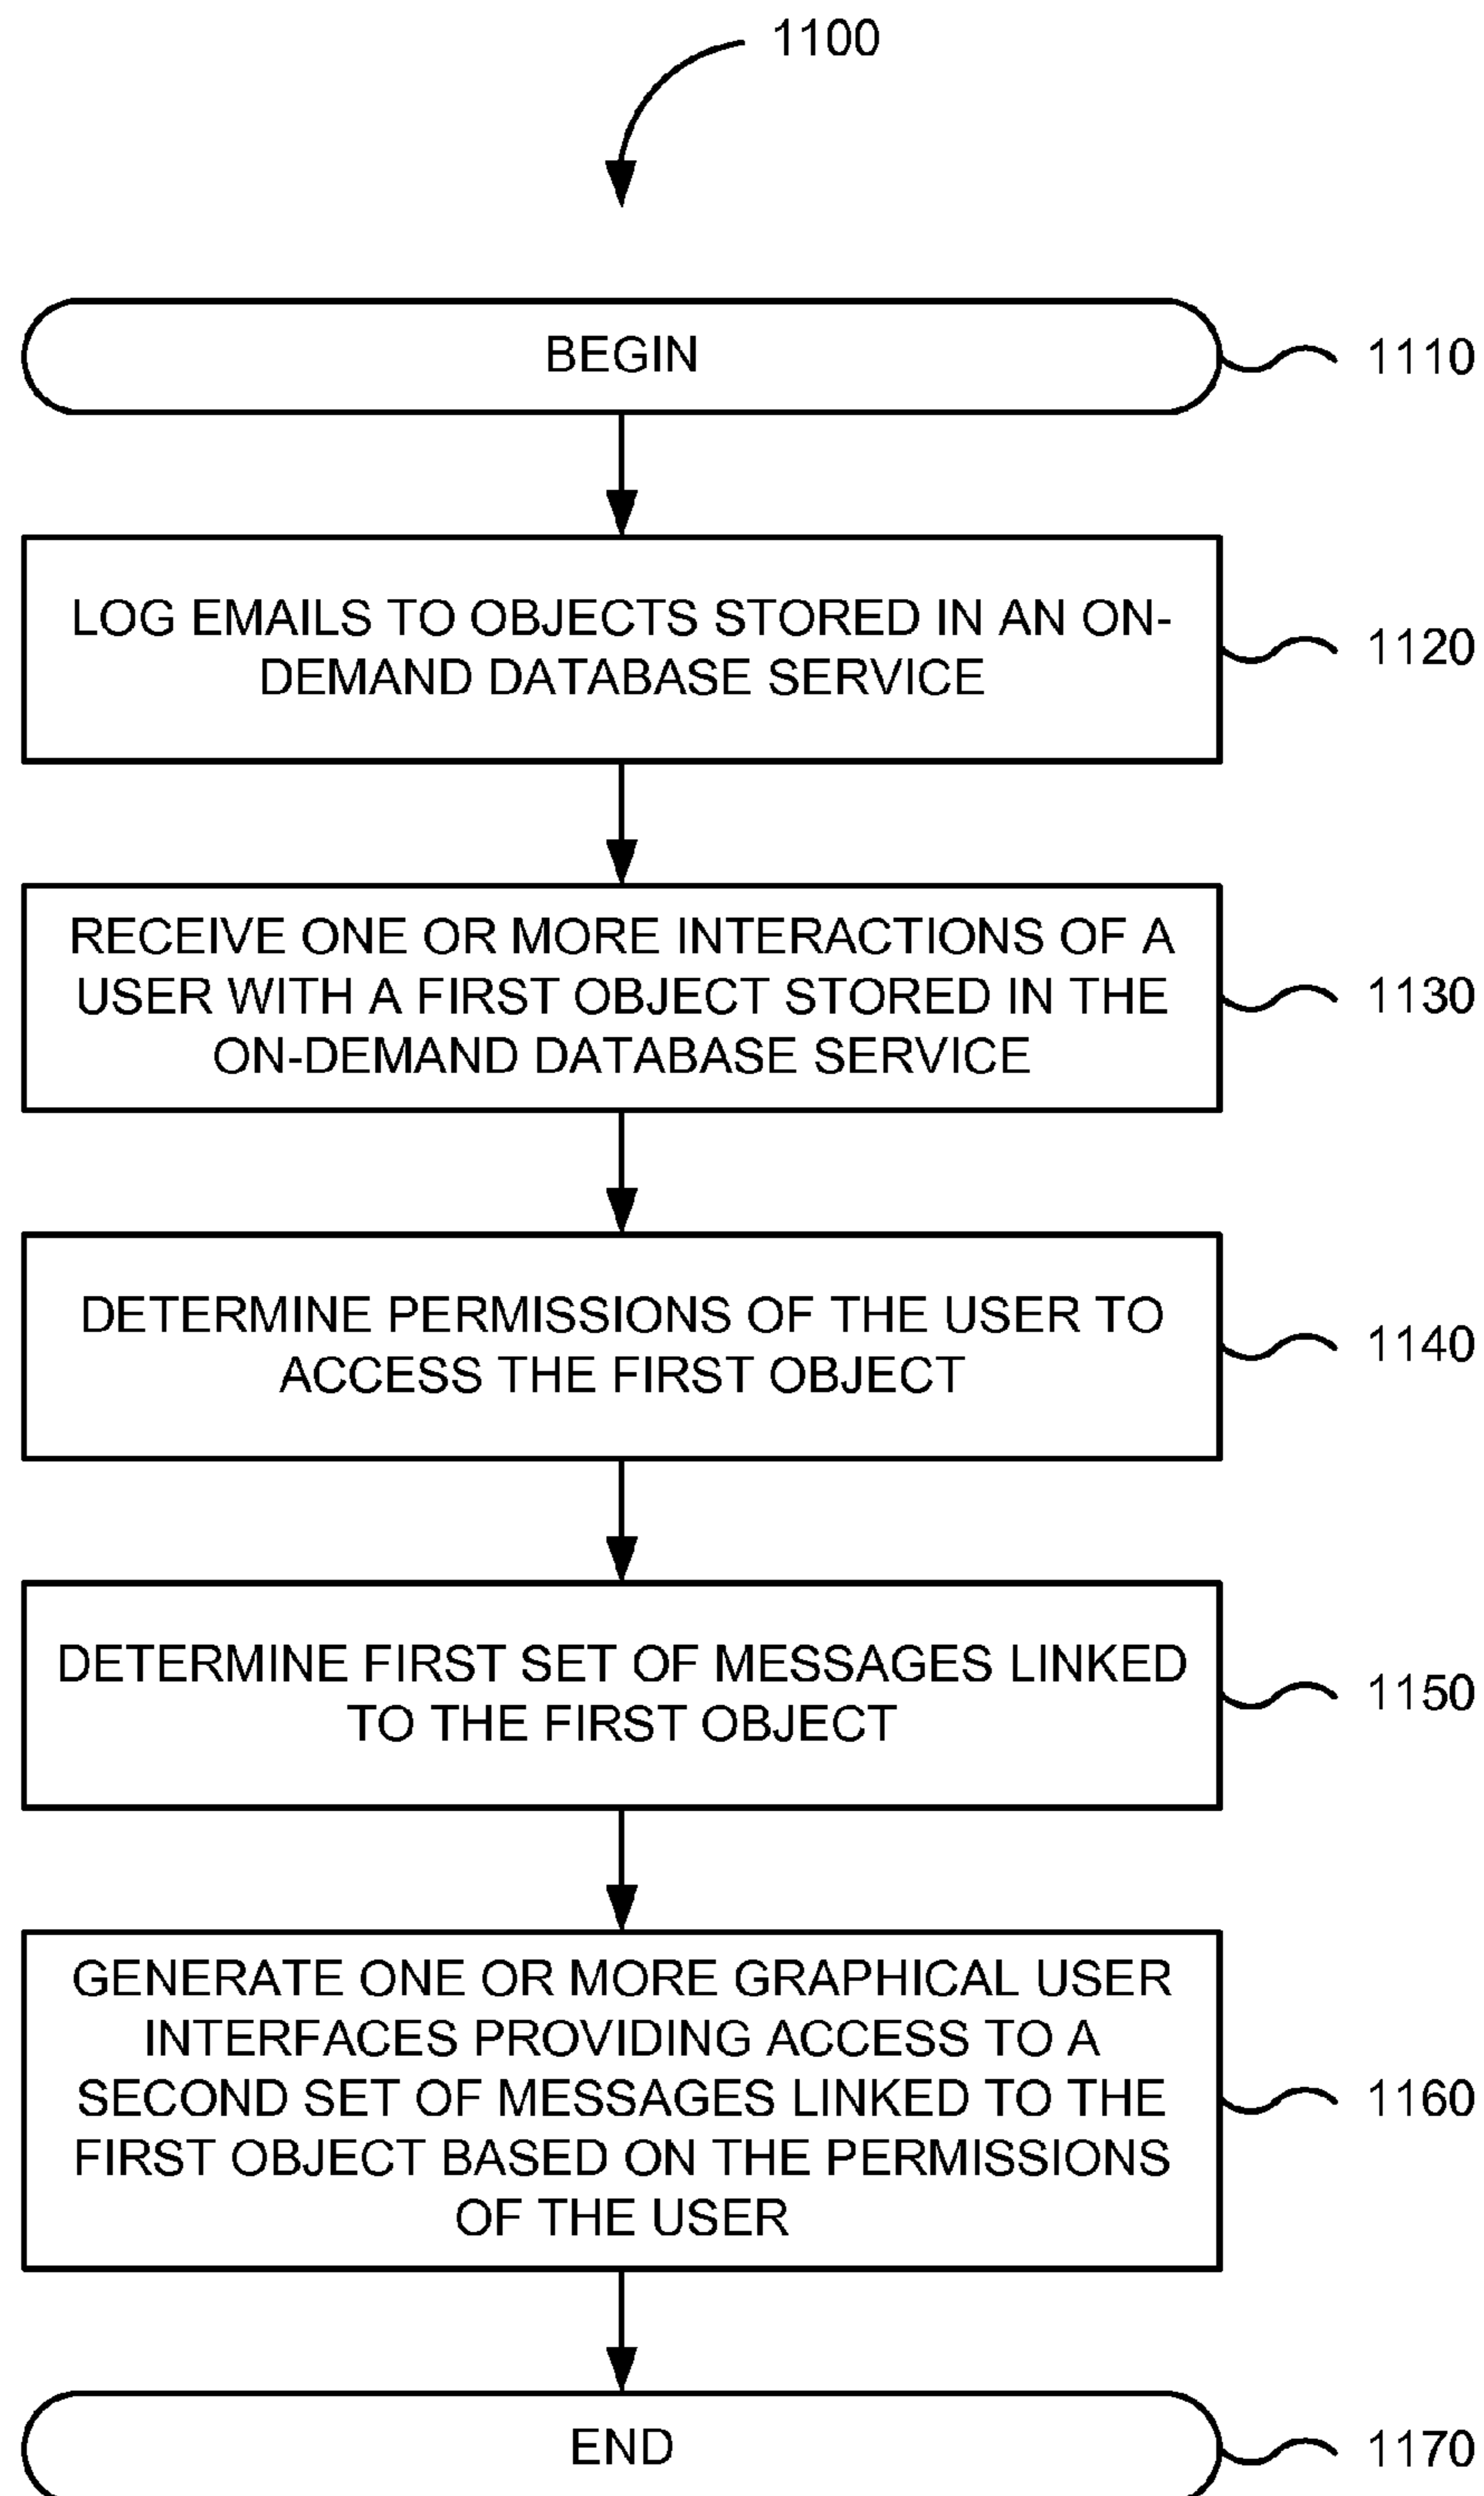 1100
BEGIN
1110
LOG EMAILS TO OBJECTS STORED IN AN ON-
DEMAND DATABASE SERVICE
1120
RECEIVE ONE OR MORE INTERACTIONS OF A
USER WITH A FIRST OBJECT STORED IN THE
ON-DEMAND DATABASE SERVICE
1130
DETERMINE PERMISSIONS OF THE USER TO
ACCESS THE FIRST OBJECT
1140
DETERMINE FIRST SET OF MESSAGES LINKED
TO THE FIRST OBJECT
1150
GENERATE ONE OR MORE GRAPHICAL USER
INTERFACES PROVIDING ACCESS TO A
SECOND SET OF MESSAGES LINKED TO THE
FIRST OBJECT BASED ON THE PERMISSIONS
OF THE USER
1160
END
1170